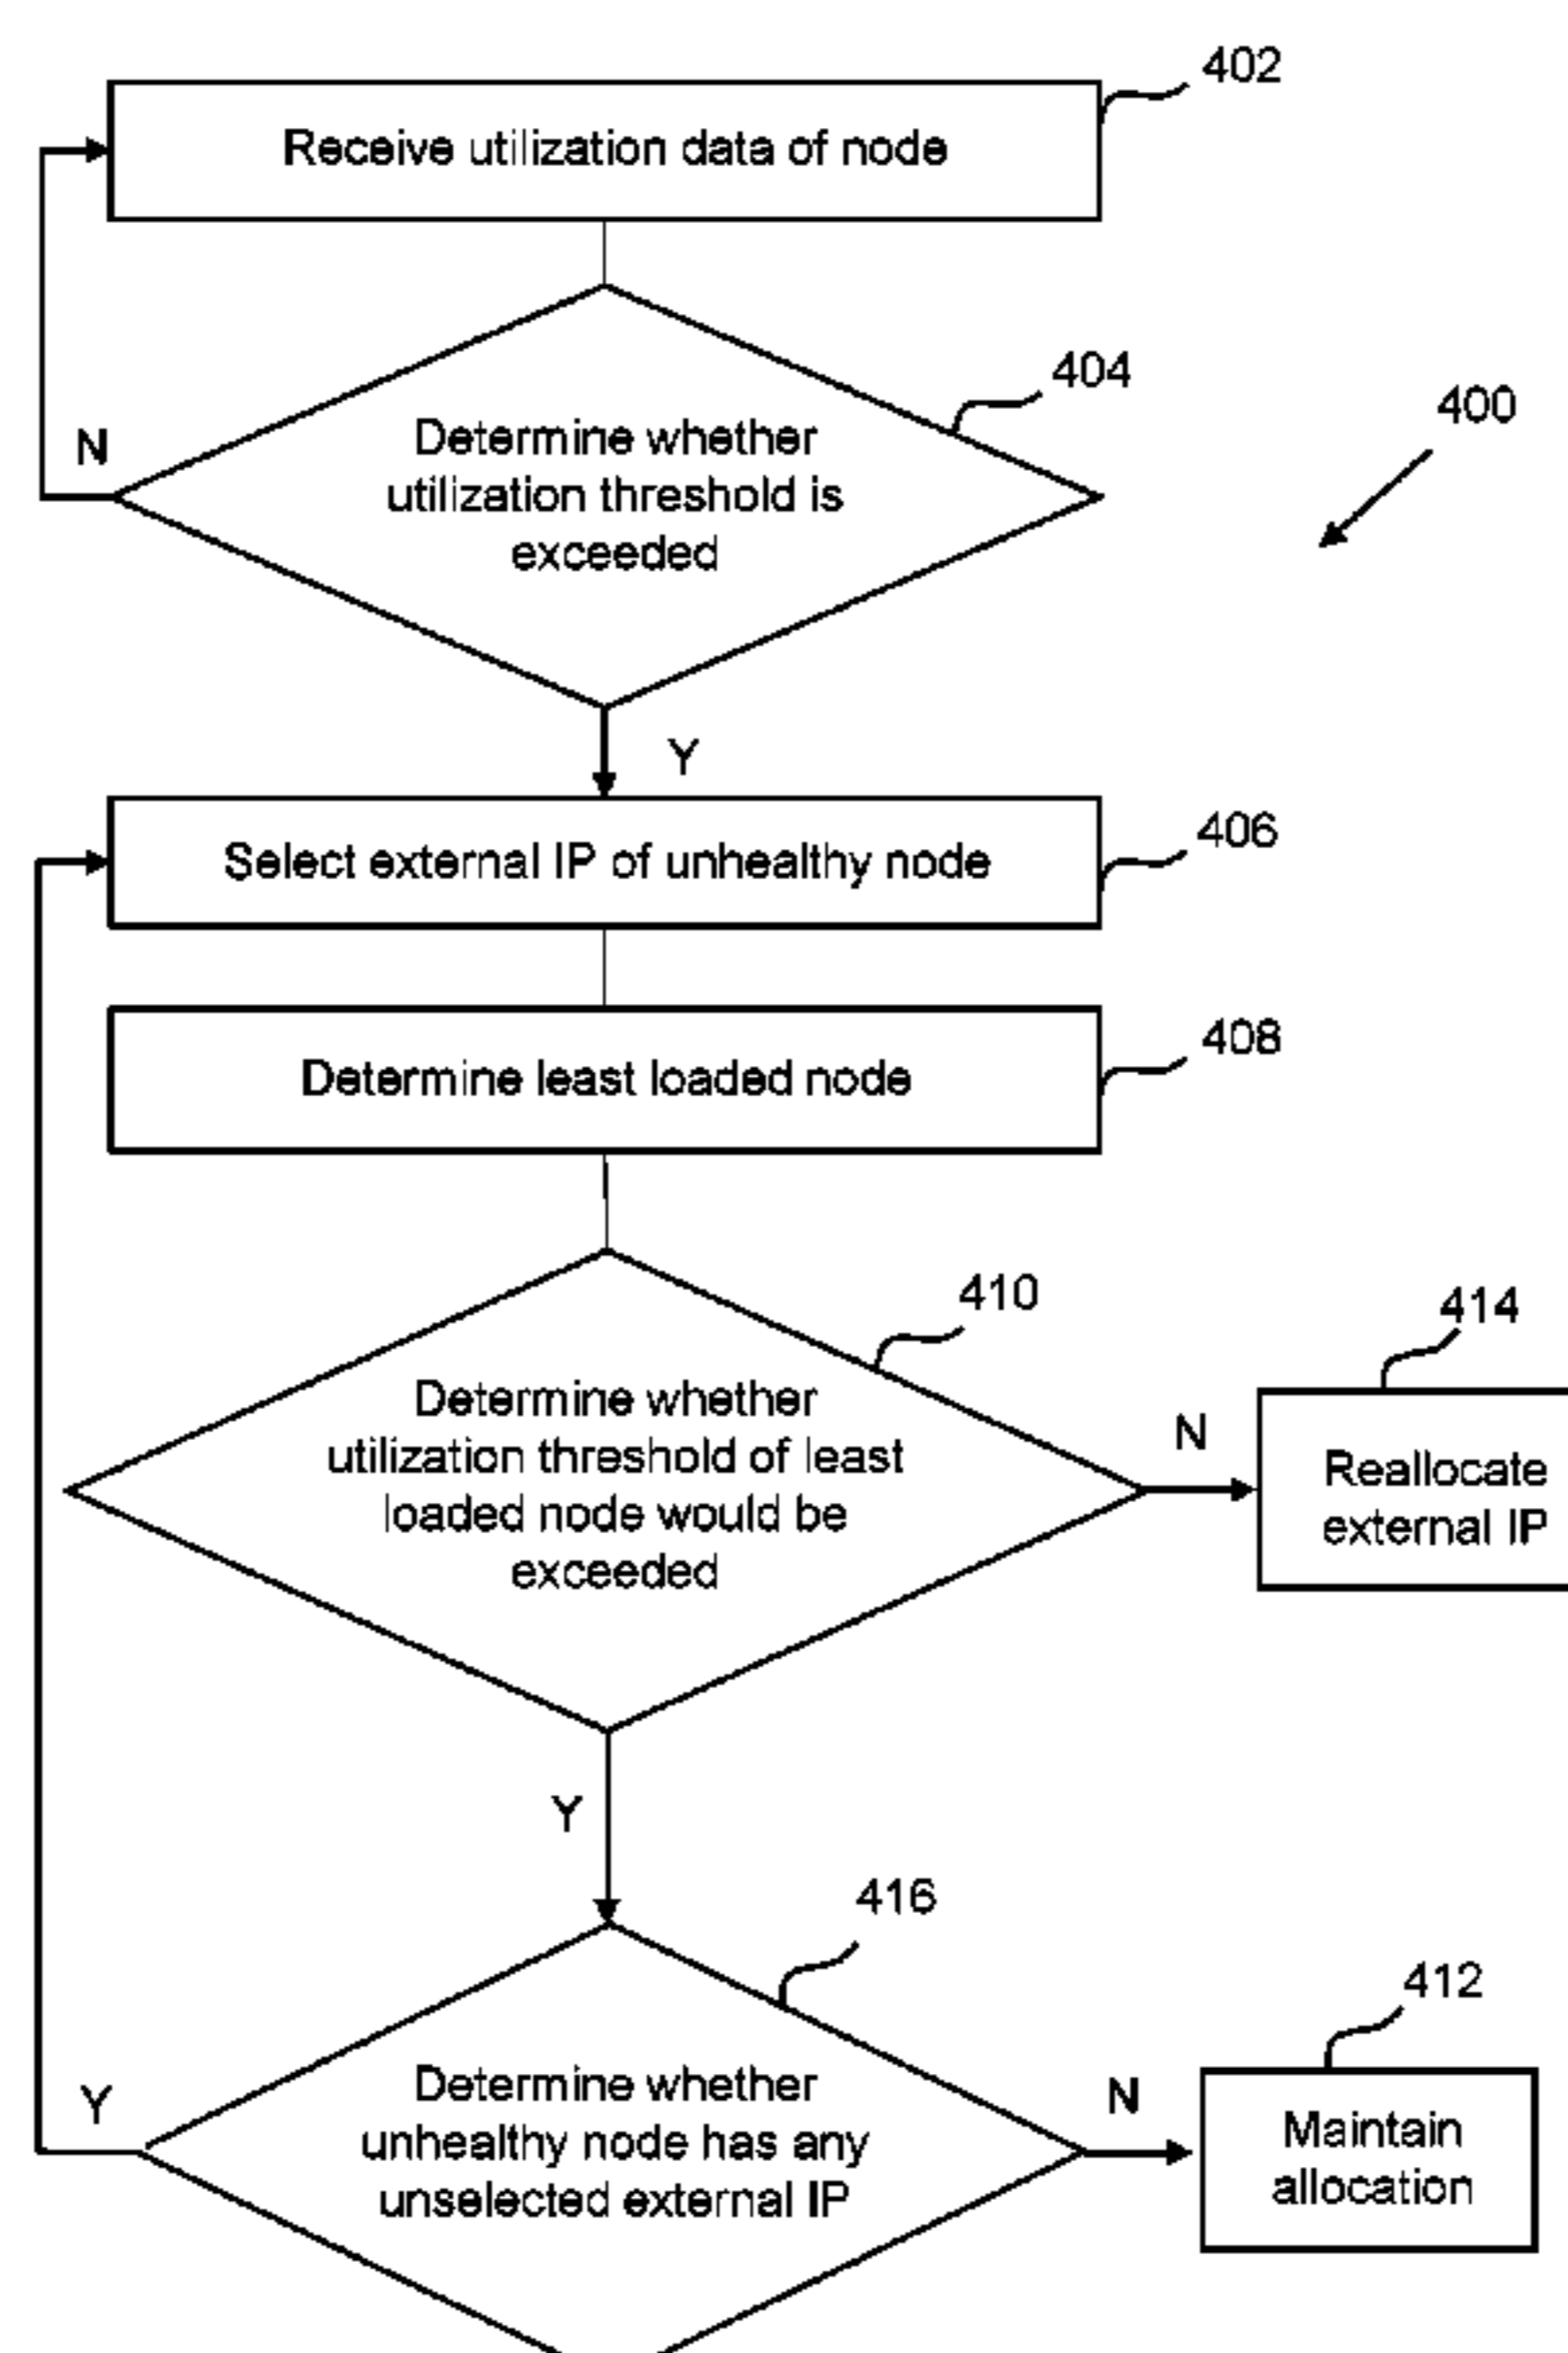 402
Receive utilization data of node
404
400
Determine whether
utilization threshold is
exceeded
N
Y
406
Select external IP of unhealthy node
408
Determine least loaded node
410
414
Determine whether
utilization threshold of least
loaded node would be
exceeded
N
Reallocate
external IP
Y
416
412
Determine whether
unhealthy node has any
unselected external IP
Y
N
Maintain
allocation